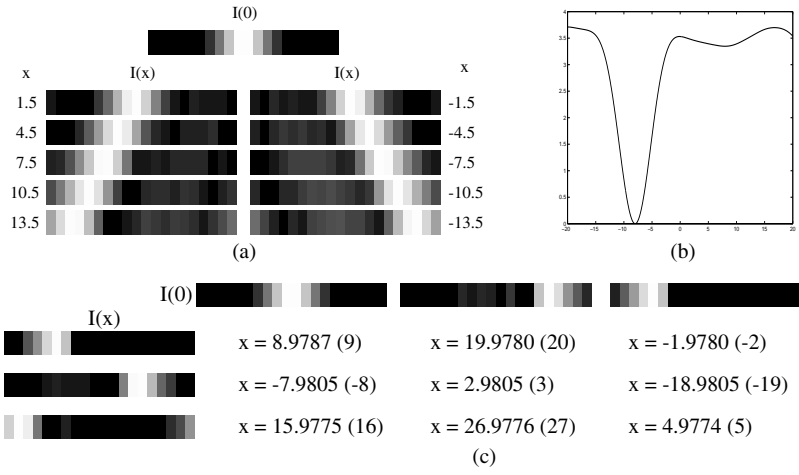 I(0)
x I(x) I(x) x
1.5 -1.5
4.5 -4.5
7.5 -7.5
10.5 -10.5
13.5 -13.5
(a)
4
3.5
3
2.5
2
1.5
1
0.5
0
-20 -15 -10 -5 0 5 10 15 20
(b)
I(0)
I(x)
x = 8.9787 (9) x = 19.9780 (20) x = -1.9780 (-2)
x = -7.9805 (-8) x = 2.9805 (3) x = -18.9805 (-19)
x = 15.9775 (16) x = 26.9776 (27) x = 4.9774 (5)
(c)